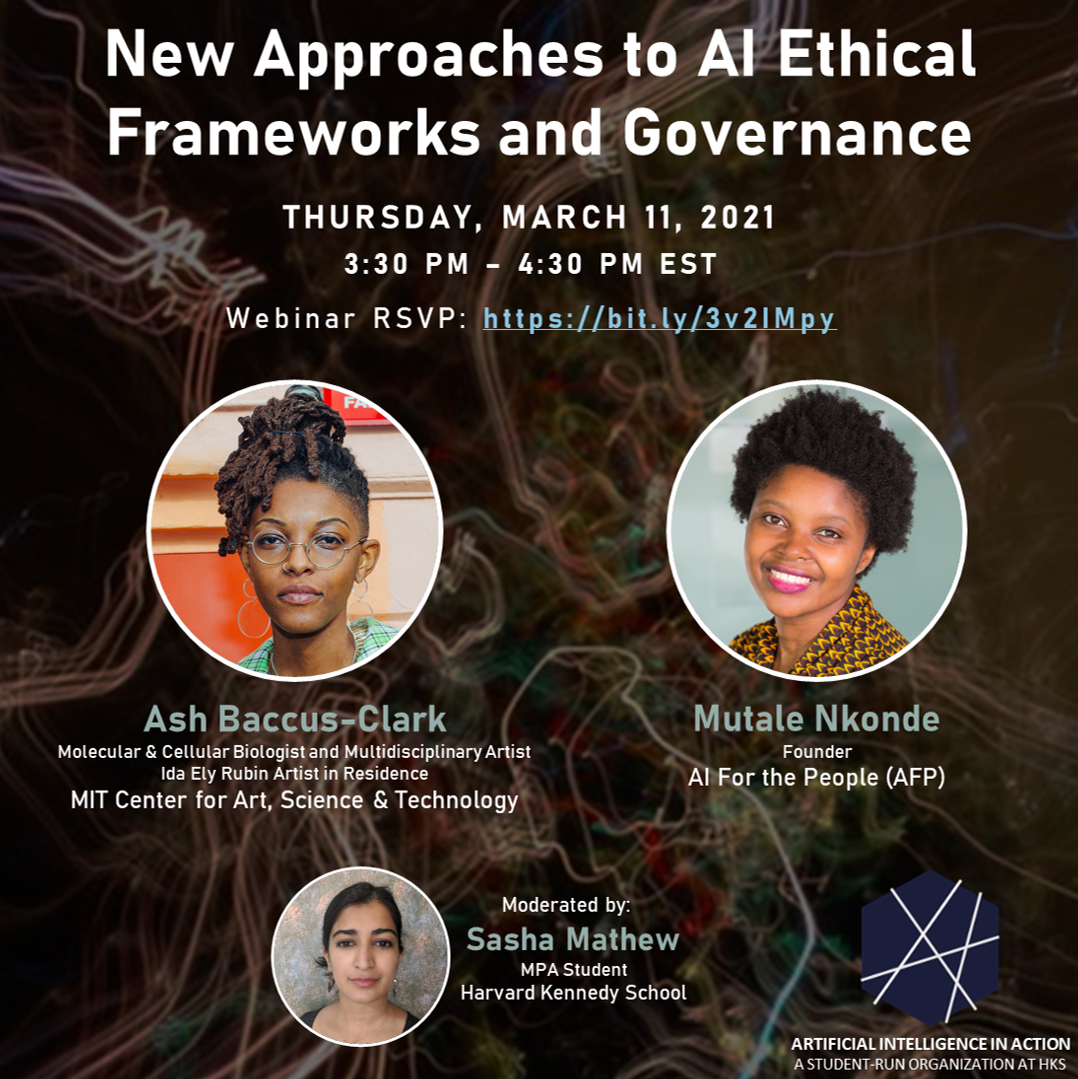 New Approaches to AI Ethical
Frameworks and Governance
THURSDAY, MARCH 11, 2021
3:30 PM – 4:30 PM EST
Webinar RSVP: https://bit.ly/3v2IMpy
Ash Baccus-Clark
Molecular & Cellular Biologist and Multidisciplinary Artist
Ida Ely Rubin Artist in Residence
MIT Center for Art, Science & Technology
Mutale Nkonde
Founder
AI For the People (AFP)
Moderated by:
Sasha Mathew
MPA Student
Harvard Kennedy School
ARTIFICIAL INTELLIGENCE IN ACTION
A STUDENT-RUN ORGANIZATION AT HKS